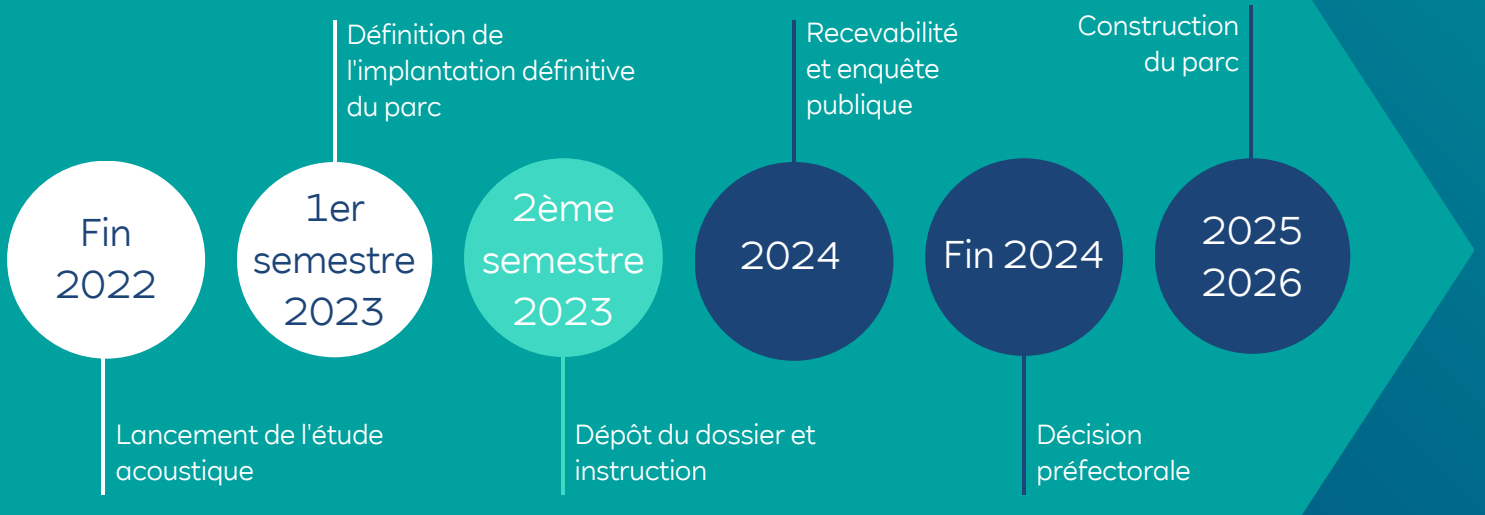 Fin
2022
Lancement de l'étude
acoustique
Définition de
l'implantation définitive
du parc
1er
semestre
2023
2ème
semestre
2023
Dépôt du dossier et
instruction
Recevabilité
et enquête
publique
2024
Fin 2024
Décision
préfectorale
Construction
du parc
2025
2026